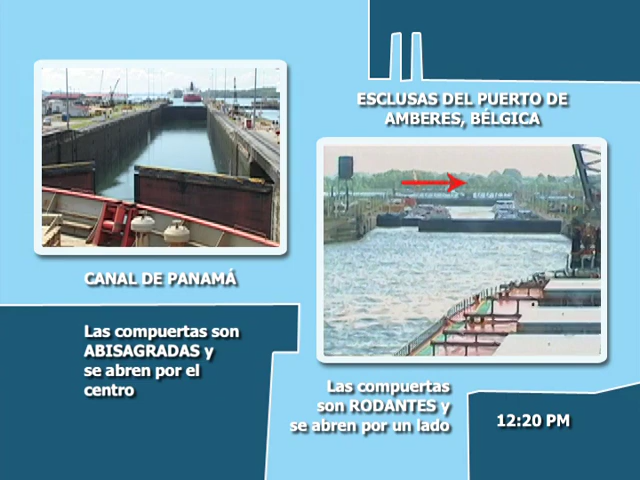 CANAL DE PANAMÁ
Las compuertas son
ABISAGRADAS y
se abren por el
centro
ESCLUSAS DEL PUERTO DE
AMBERES, BÉLGICA
Las compuertas
son RODANTES y
se abren por un lado
12:20 PM